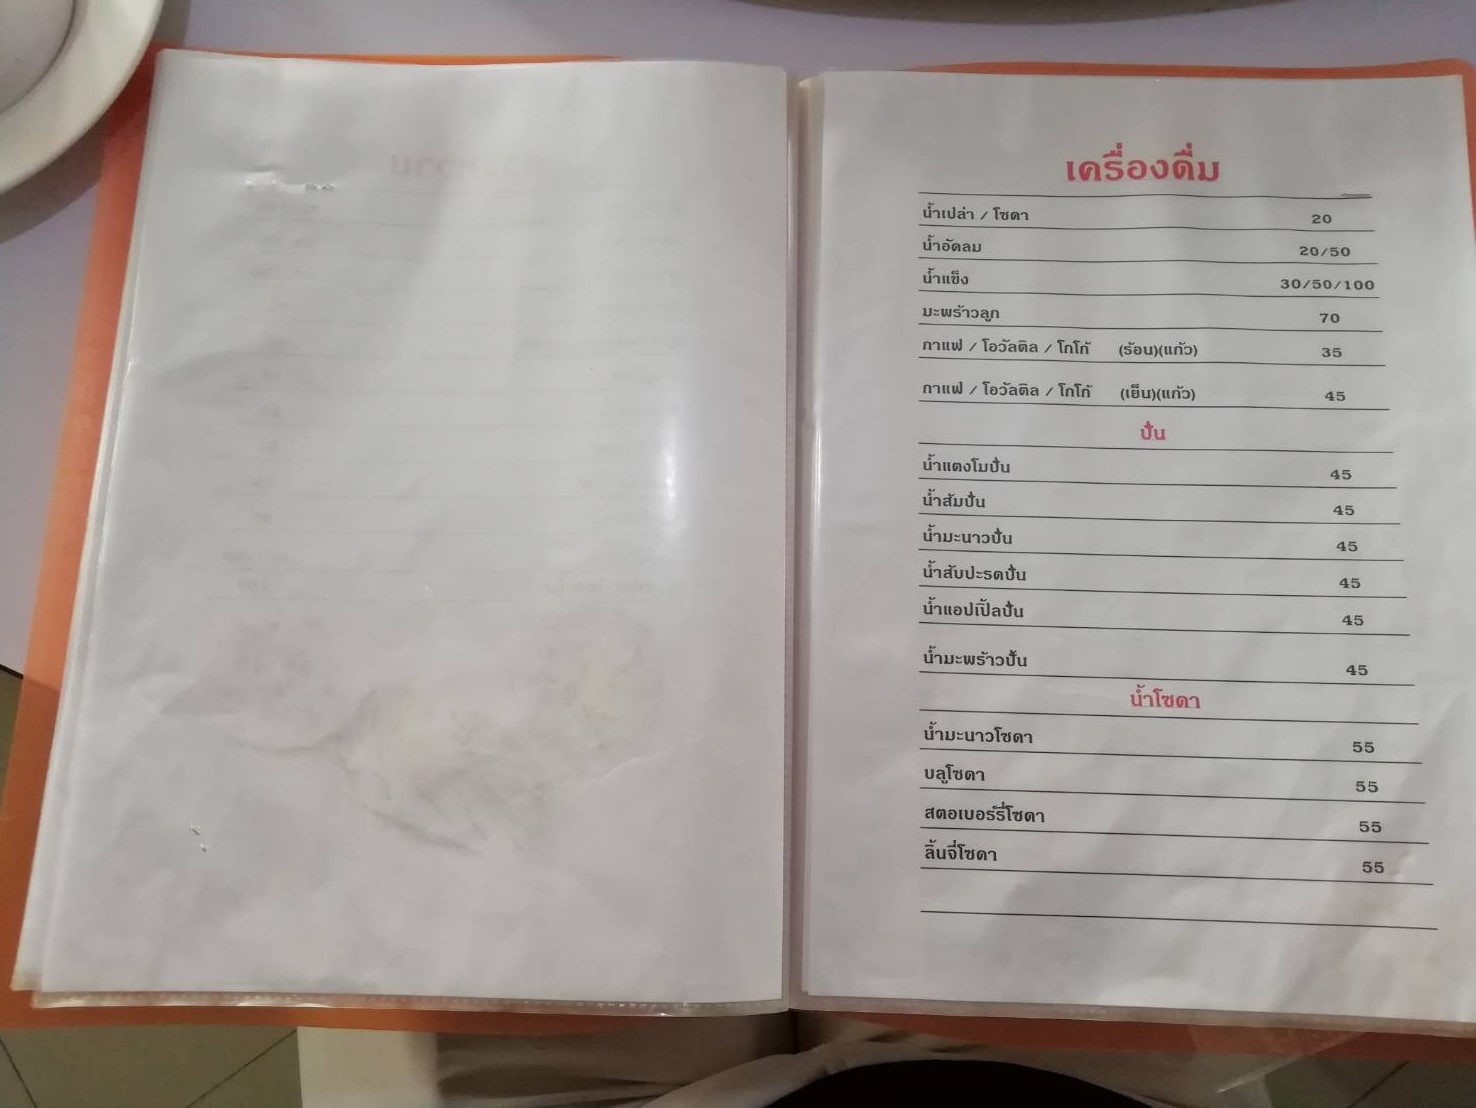 เครื่องดื่ม
น้ำเปล่า / โซดา 20
น้ำอัดลม 20/50
น้ำแข็ง 30/50/100
มะพร้าวลูก 70
กาแฟ / โอวัลติล / โกโก้ (ร้อน)(แก้ว) 35
กาแฟ / โอวัลติล / โกโก้ (เย็น)(แก้ว) 45
ปั่น
น้ำแตงโมปั่น 45
น้ำส้มปั่น 45
น้ำมะนาวปั่น 45
น้ำสับปะรดปั่น 45
น้ำแอปเปิ้ลปั่น 45
น้ำมะพร้าวปั้น 45
น้ำโซดา
น้ำมะนาวโซดา 55
บลูโซดา 55
สตอเบอร์รี่โซดา 55
ลิ้นจี่โซดา 55